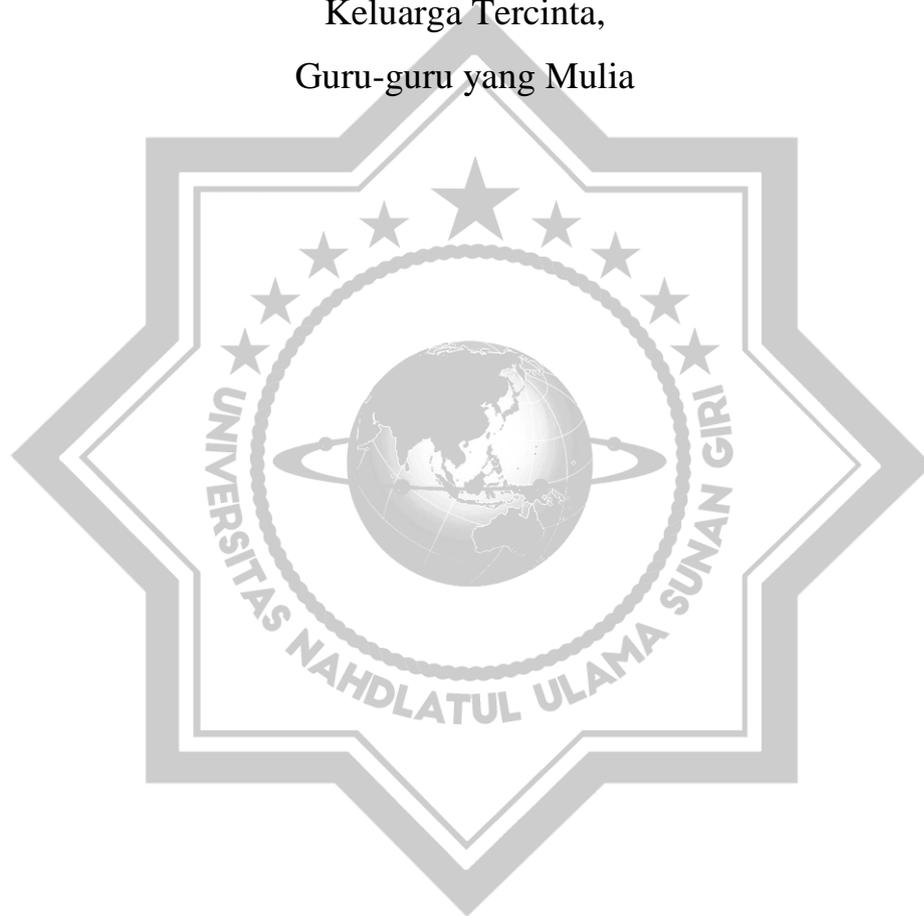 Keluarga Tercinta,
Guru-guru yang Mulia
UNIVERSITAS NAHDLATUL ULAMA SUNAN GIRI